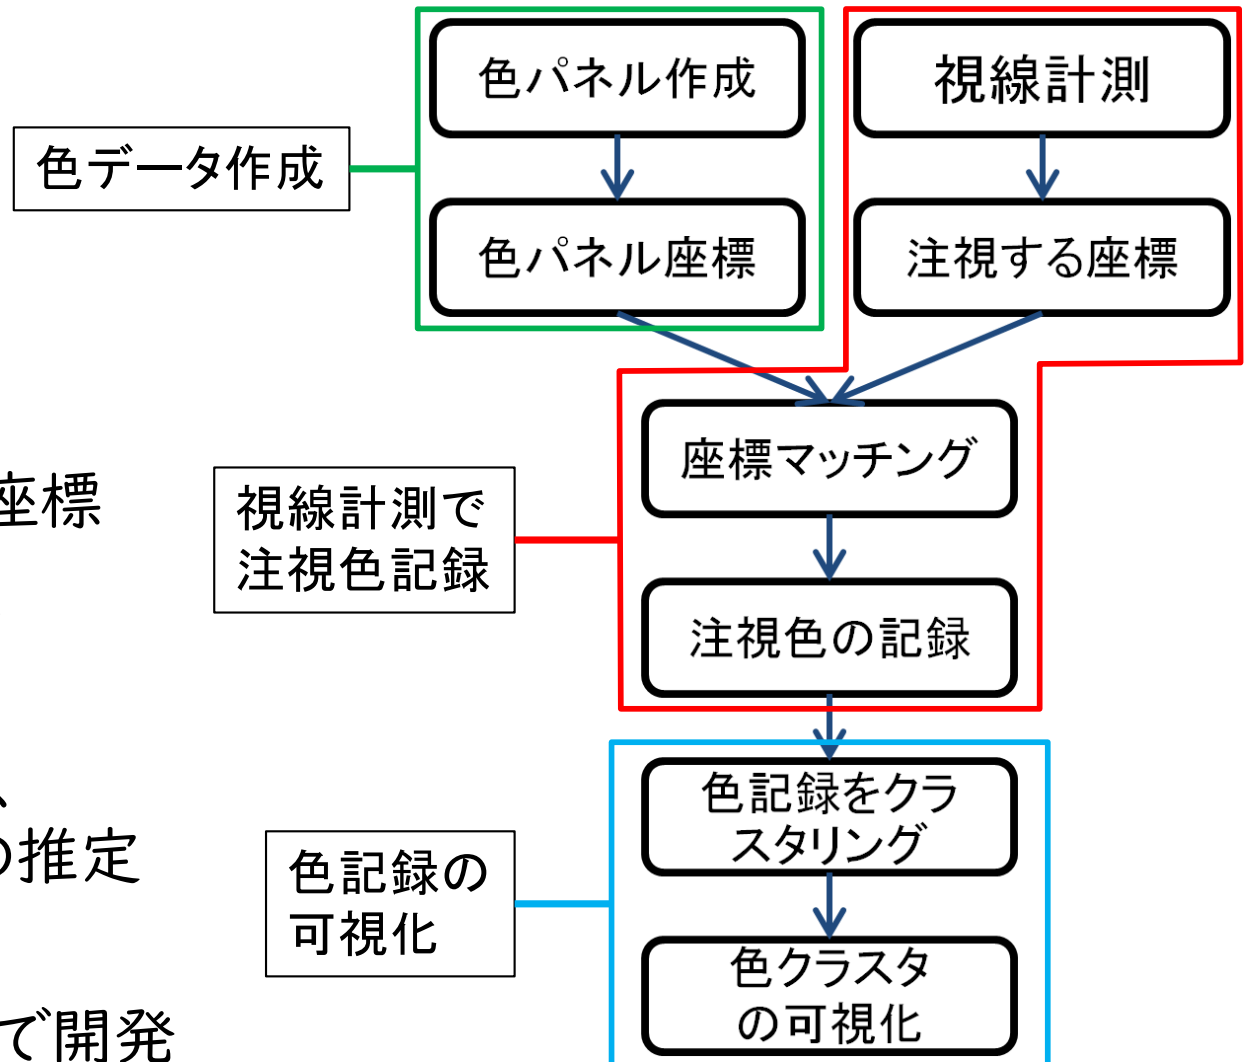 色パネル作成
視線計測
色データ作成
色パネル座標
注視する座標
座標マッチング
座標
視線計測で
注視色記録
注視色の記録
、
の推定
色記録をクラ
スタリング
色記録の
可視化
色クラスタ
の可視化
で開発